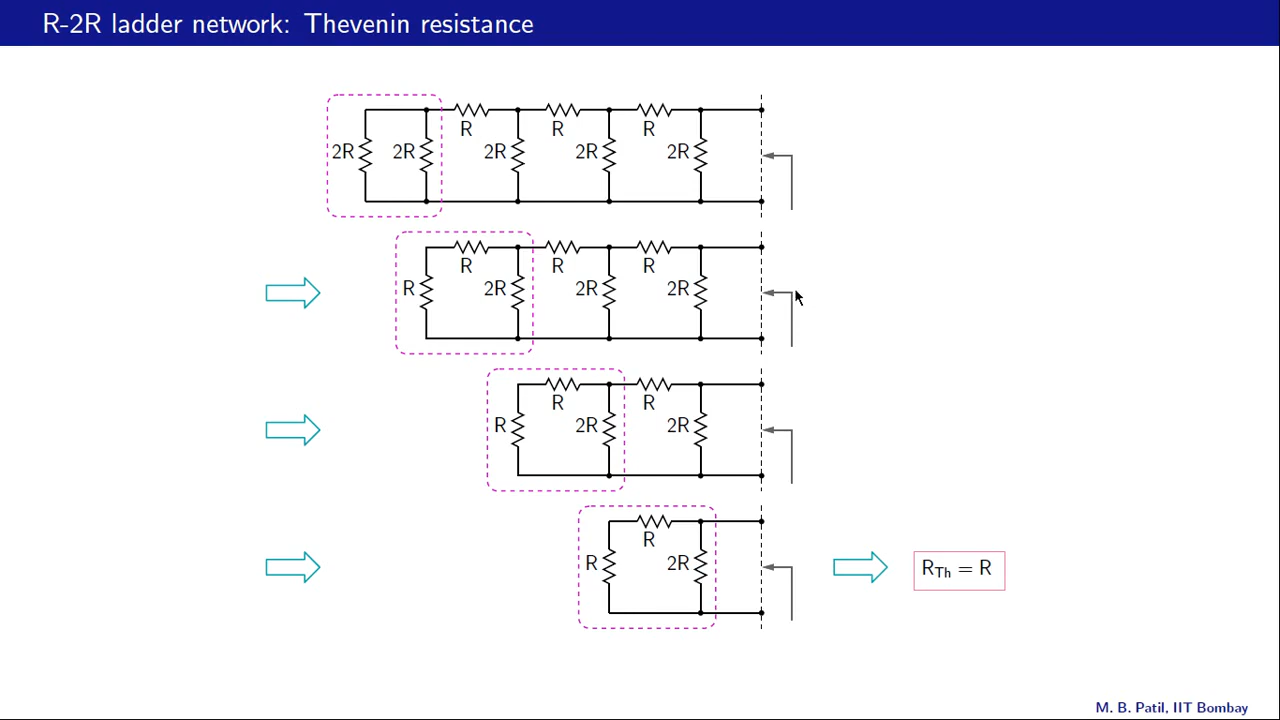 R-2R ladder network: Thevenin resistance
R R R
2R 2R 2R 2R 2R
R R R
R 2R 2R 2R
R R
R 2R 2R
R
R 2R
R_Th = R
M. B. Patil, IIT Bombay